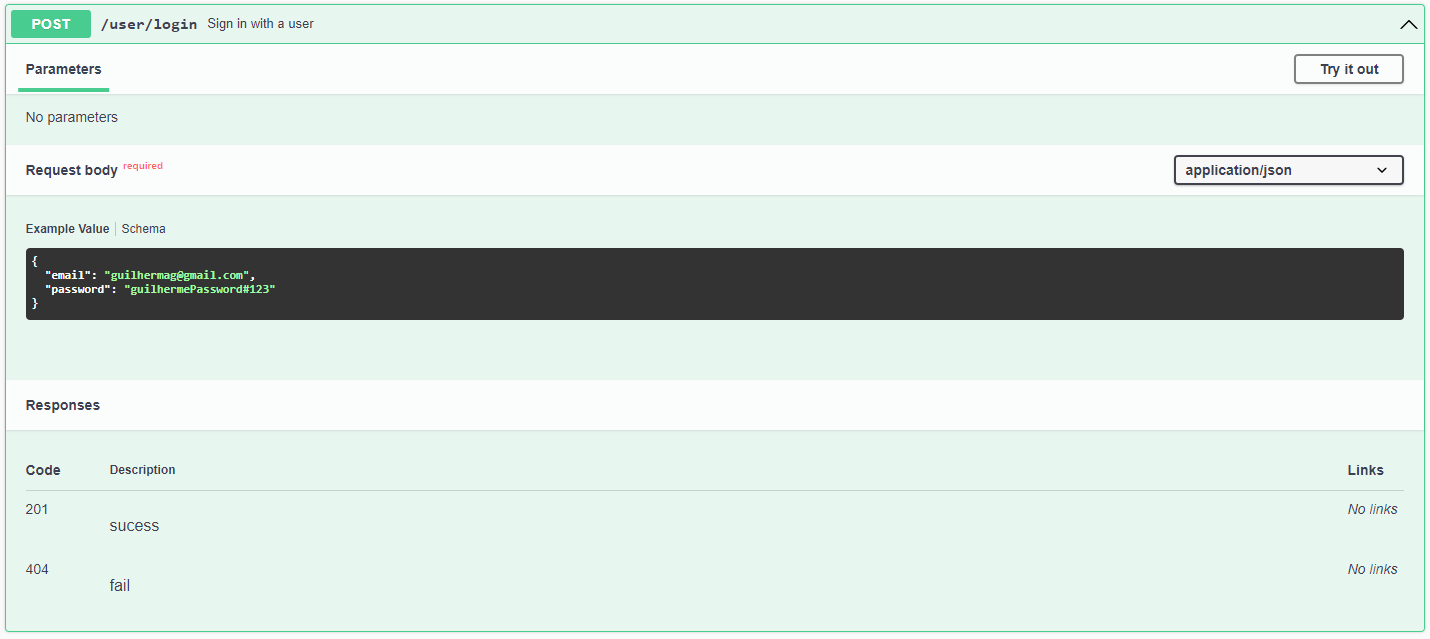 POST /user/login Sign in with a user
Parameters Try it out
No parameters
Request body required application/json
Example Value Schema
{
"email": "guilhermag@gmail.com",
"password": "guilhermePassword#123"
}
Responses
Code Description Links
201 sucess No links
404 fail No links